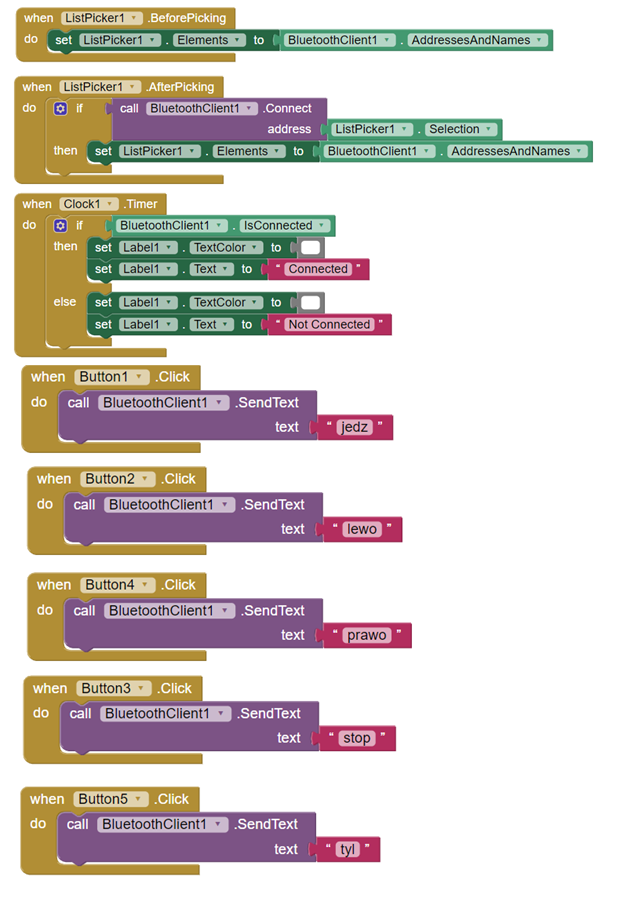 when ListPicker1 .BeforePicking
do set ListPicker1 . Elements to BluetoothClient1 . AddressesAndNames
when ListPicker1 .AfterPicking
do if call BluetoothClient1 .Connect
address ListPicker1 . Selection
then set ListPicker1 . Elements to BluetoothClient1 . AddressesAndNames
when Clock1 .Timer
do if BluetoothClient1 . IsConnected
then set Label1 . TextColor to
set Label1 . Text to " Connected "
else set Label1 . TextColor to
set Label1 . Text to " Not Connected "
when Button1 .Click
do call BluetoothClient1 .SendText
text " jedz "
when Button2 .Click
do call BluetoothClient1 .SendText
text " lewo "
when Button4 .Click
do call BluetoothClient1 .SendText
text " prawo "
when Button3 .Click
do call BluetoothClient1 .SendText
text " stop "
when Button5 .Click
do call BluetoothClient1 .SendText
text " tyl "